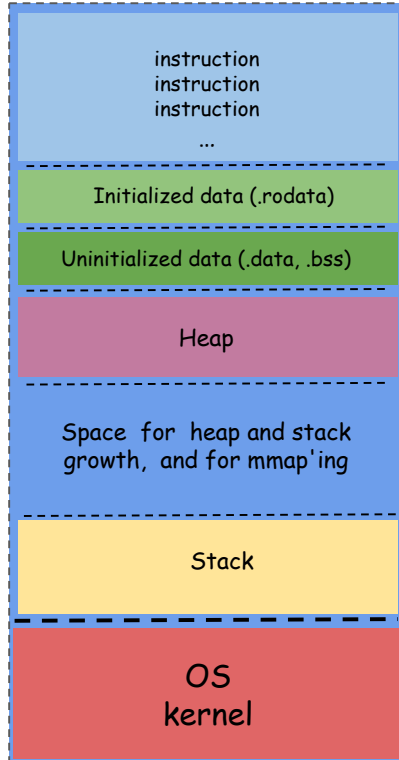 instruction
instruction
instruction
...
Initialized data (.rodata)
Uninitialized data (.data, .bss)
Heap
Space for heap and stack
growth, and for mmap'ing
Stack
OS
kernel